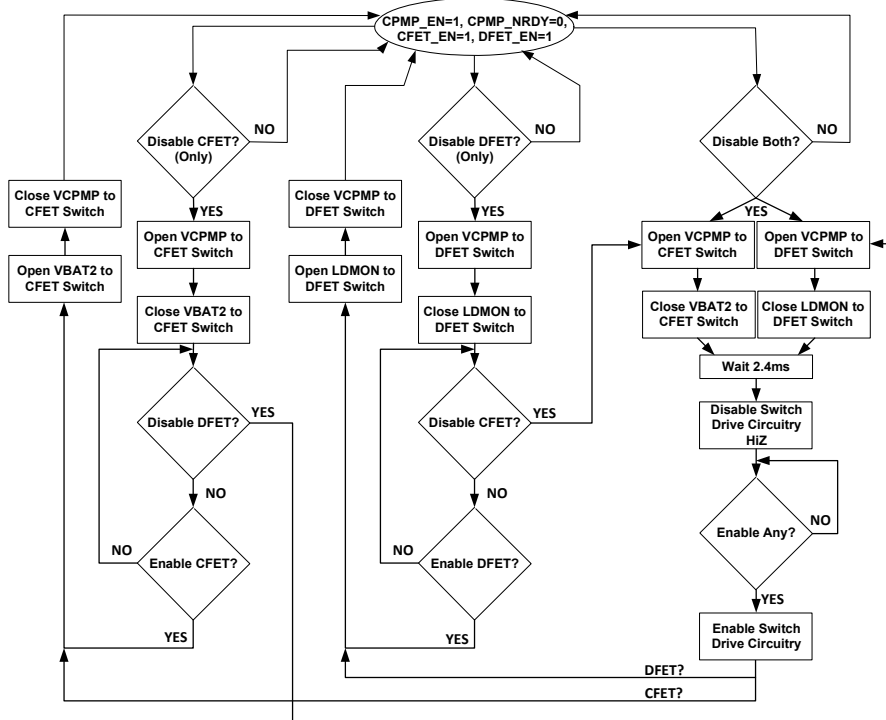 CPMP_EN=1, CPMP_NRDY=0,
CFET_EN=1, DFET_EN=1
Disable CFET?
(Only)
NO
YES
Close VCPMP to
CFET Switch
Open VBAT2 to
CFET Switch
Open VCPMP to
CFET Switch
Close VBAT2 to
CFET Switch
Disable DFET?
YES
NO
Enable CFET?
NO
YES
Disable DFET?
(Only)
NO
YES
Close VCPMP to
DFET Switch
Open LDMON to
DFET Switch
Open VCPMP to
DFET Switch
Close LDMON to
DFET Switch
Disable CFET?
YES
NO
Enable DFET?
NO
YES
Disable Both?
NO
YES
Open VCPMP to
CFET Switch
Open VCPMP to
DFET Switch
Close VBAT2 to
CFET Switch
Close LDMON to
DFET Switch
Wait 2.4ms
Disable Switch
Drive Circuitry
HiZ
Enable Any?
NO
YES
Enable Switch
Drive Circuitry
DFET?
CFET?